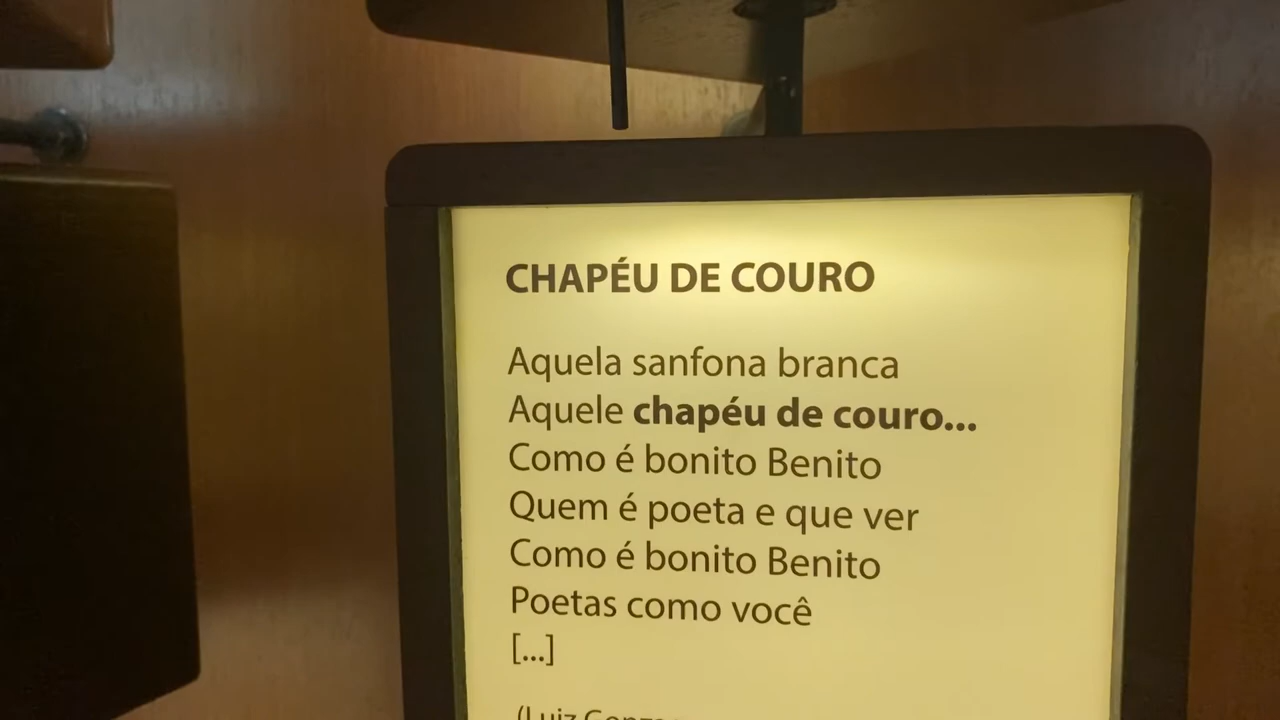 CHAPÉU DE COURO
Aquela sanfona branca
Aquele chapéu de couro...
Como é bonito Benito
Quem é poeta e que ver
Como é bonito Benito
Poetas como você
[...]
(Luiz